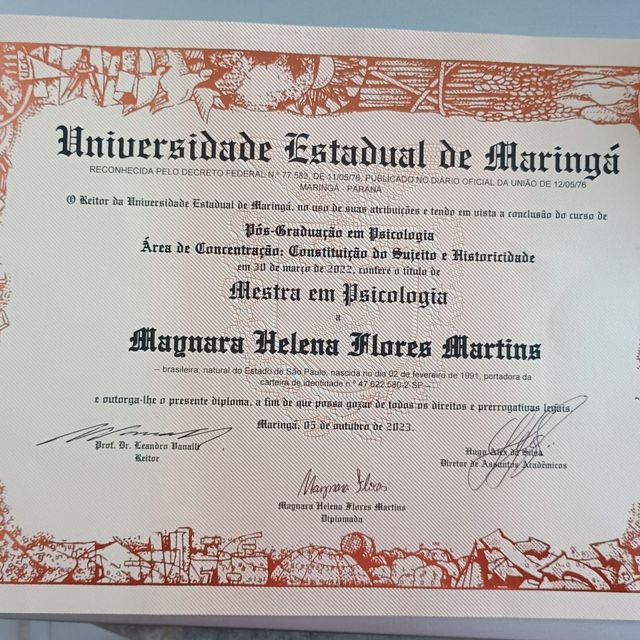 Universidade Estadual de Maringá
RECONHECIDA PELO DECRETO FEDERAL N.º 77.583, DE 11/05/76, PUBLICADO NO DIÁRIO OFICIAL DA UNIÃO DE 12/05/76
MARINGÁ - PARANÁ
O Reitor da Universidade Estadual de Maringá, no uso de suas atribuições e tendo em vista a conclusão do curso de
Pós-Graduação em Psicologia
Área de Concentração: Constituição do Sujeito e Historicidade
em 30 de março de 2022, confere o título de
Mestra em Psicologia
a
Maynara Helena Flores Martins
-- brasileira, natural do Estado de São Paulo, nascida no dia 02 de fevereiro de 1991, portadora da
carteira de identidade n.º 47.622.580-2-SP --
e outorga-lhe o presente diploma, a fim de que possa gozar de todos os direitos e prerrogativas legais.
Maringá, 05 de outubro de 2023.
Prof. Dr. Leandro Vanalli
Reitor
Hugo Alex da Silva
Diretor de Assuntos Acadêmicos
Maynara Flores
Maynara Helena Flores Martins
Diplomada